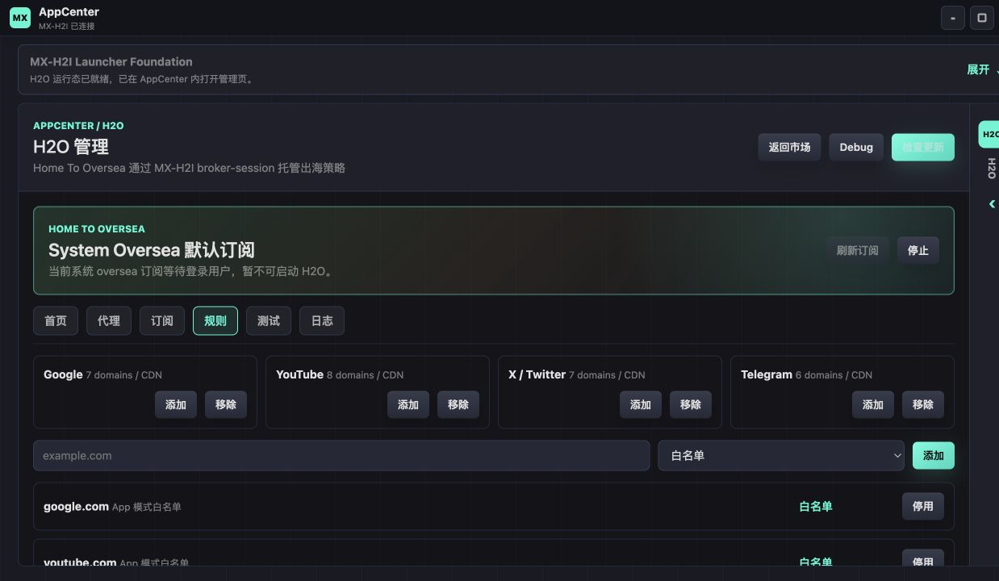 MX
AppCenter
MX-H2I 已连接
-
MX-H2I Launcher Foundation
H2O 运行态已就绪，已在 AppCenter 内打开管理页。
展开
APPCENTER / H2O
H2O 管理
Home To Oversea 通过 MX-H2I broker-session 托管出海策略
返回市场
Debug
检查更新
H2O
H2O
HOME TO OVERSEA
System Oversea 默认订阅
当前系统 oversea 订阅等待登录用户，暂不可启动 H2O。
刷新订阅
停止
首页
代理
订阅
规则
测试
日志
Google 7 domains / CDN
添加
移除
YouTube 8 domains / CDN
添加
移除
X / Twitter 7 domains / CDN
添加
移除
Telegram 6 domains / CDN
添加
移除
example.com
白名单
添加
google.com App 模式白名单
白名单
停用
youtube.com App 模式白名单
白名单
停用